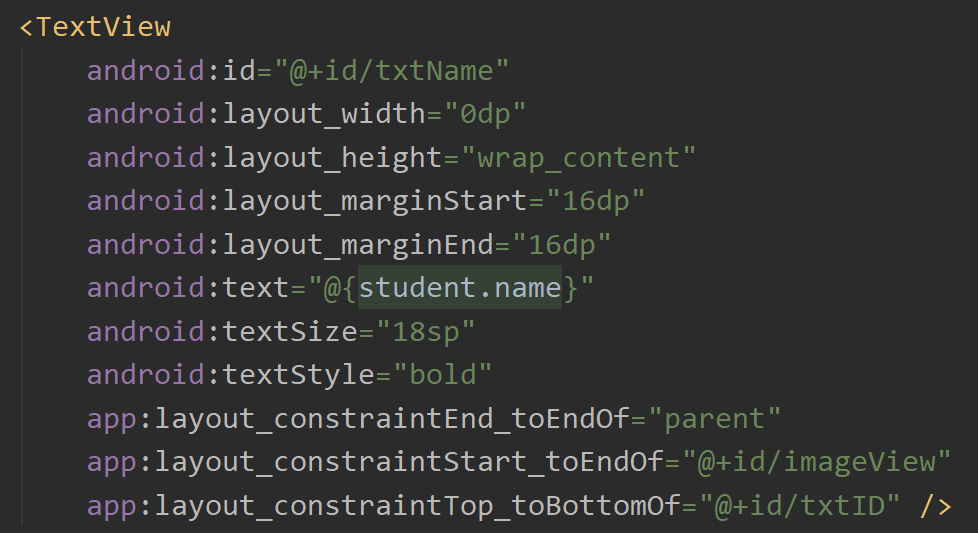 <TextView
android:id="@+id/txtName"
android:layout_width="0dp"
android:layout_height="wrap_content"
android:layout_marginStart="16dp"
android:layout_marginEnd="16dp"
android:text="@{student.name}"
android:textSize="18sp"
android:textStyle="bold"
app:layout_constraintEnd_toEndOf="parent"
app:layout_constraintStart_toEndOf="@+id/imageView"
app:layout_constraintTop_toBottomOf="@+id/txtID" />